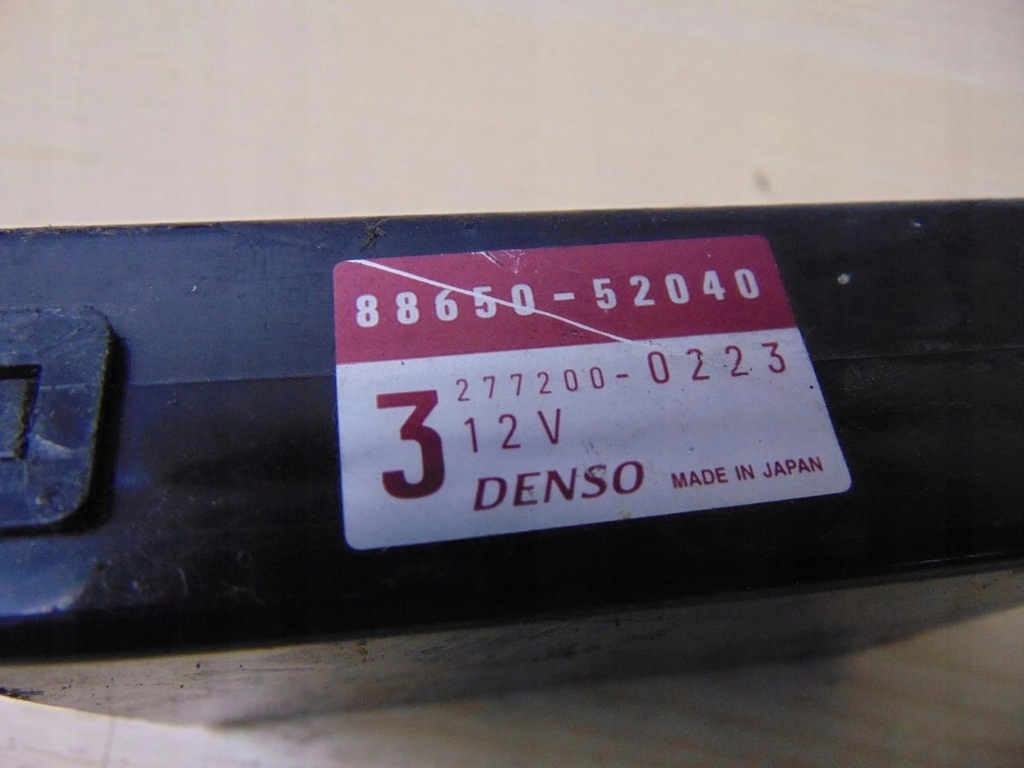 88650-52040
3 277200-0223
12V
DENSO MADE IN JAPAN